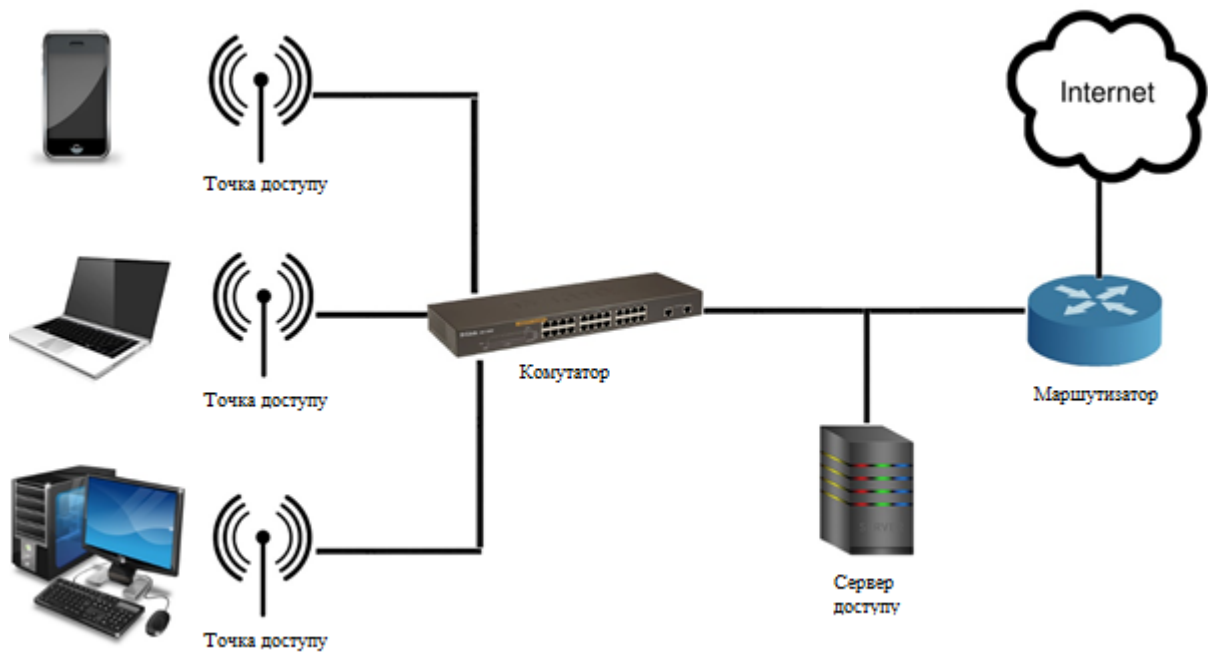 Internet
Точка доступу
Точка доступу
Комутатор
Маршутизатор
Сервер
доступу
Точка доступу